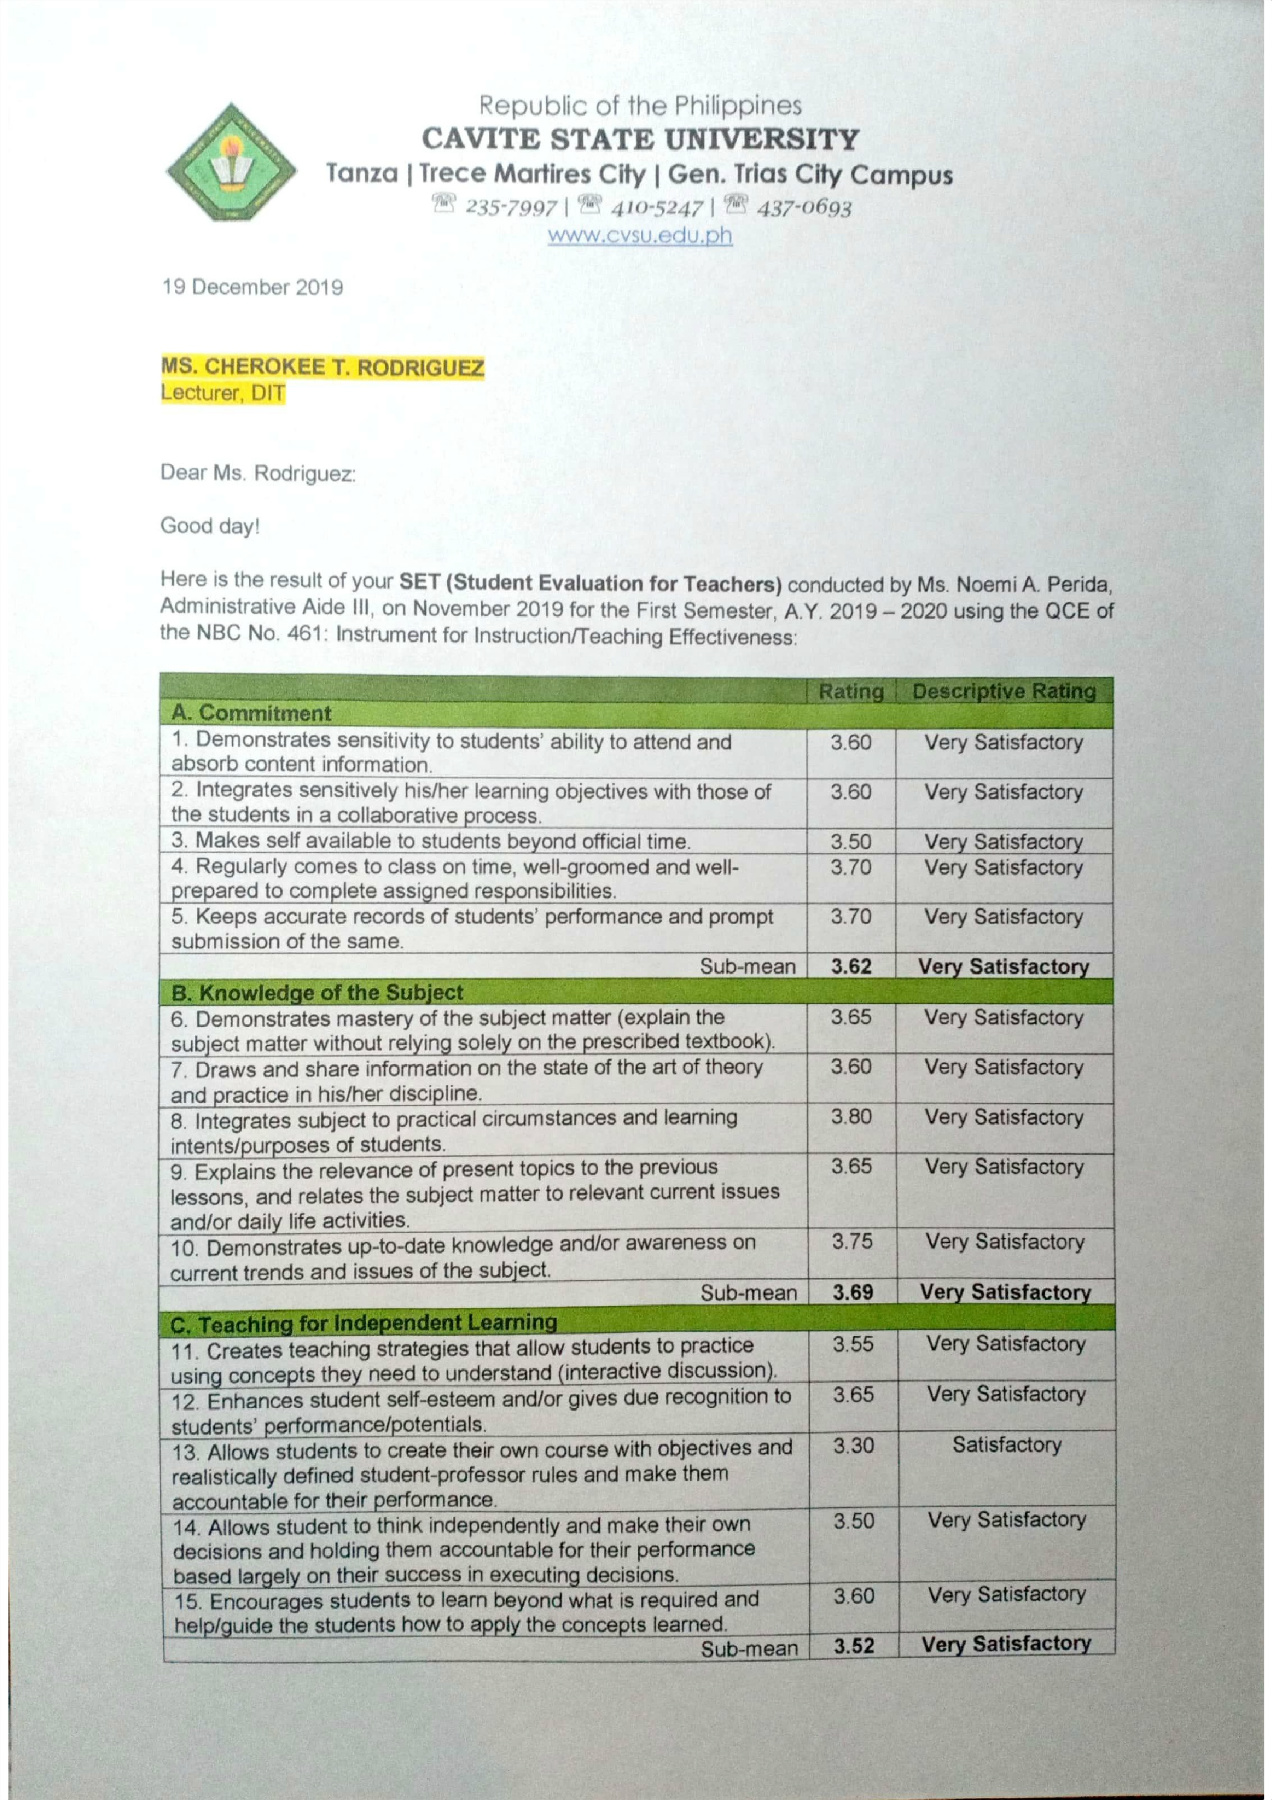 Republic of the Philippines
CAVITE STATE UNIVERSITY
Tanza | Trece Martires City | Gen. Trias City Campus
☏ 235-7997 | ☏ 410-5247 | ☏ 437-0693
www.cvsu.edu.ph
19 December 2019
MS. CHEROKEE T. RODRIGUEZ
Lecturer, DIT
Dear Ms. Rodriguez:
Good day!
Here is the result of your SET (Student Evaluation for Teachers) conducted by Ms. Noemi A. Perida,
Administrative Aide III, on November 2019 for the First Semester, A.Y. 2019 – 2020 using the QCE of
the NBC No. 461: Instrument for Instruction/Teaching Effectiveness:
Rating Descriptive Rating
A. Commitment
1. Demonstrates sensitivity to students' ability to attend and 3.60 Very Satisfactory
absorb content information.
2. Integrates sensitively his/her learning objectives with those of 3.60 Very Satisfactory
the students in a collaborative process.
3. Makes self available to students beyond official time. 3.50 Very Satisfactory
4. Regularly comes to class on time, well-groomed and well- 3.70 Very Satisfactory
prepared to complete assigned responsibilities.
5. Keeps accurate records of students' performance and prompt 3.70 Very Satisfactory
submission of the same.
Sub-mean 3.62 Very Satisfactory
B. Knowledge of the Subject
6. Demonstrates mastery of the subject matter (explain the 3.65 Very Satisfactory
subject matter without relying solely on the prescribed textbook).
7. Draws and share information on the state of the art of theory 3.60 Very Satisfactory
and practice in his/her discipline.
8. Integrates subject to practical circumstances and learning 3.80 Very Satisfactory
intents/purposes of students.
9. Explains the relevance of present topics to the previous 3.65 Very Satisfactory
lessons, and relates the subject matter to relevant current issues
and/or daily life activities.
10. Demonstrates up-to-date knowledge and/or awareness on 3.75 Very Satisfactory
current trends and issues of the subject.
Sub-mean 3.69 Very Satisfactory
C. Teaching for Independent Learning
11. Creates teaching strategies that allow students to practice 3.55 Very Satisfactory
using concepts they need to understand (interactive discussion).
12. Enhances student self-esteem and/or gives due recognition to 3.65 Very Satisfactory
students' performance/potentials.
13. Allows students to create their own course with objectives and 3.30 Satisfactory
realistically defined student-professor rules and make them
accountable for their performance.
14. Allows student to think independently and make their own 3.50 Very Satisfactory
decisions and holding them accountable for their performance
based largely on their success in executing decisions.
15. Encourages students to learn beyond what is required and 3.60 Very Satisfactory
help/guide the students how to apply the concepts learned.
Sub-mean 3.52 Very Satisfactory